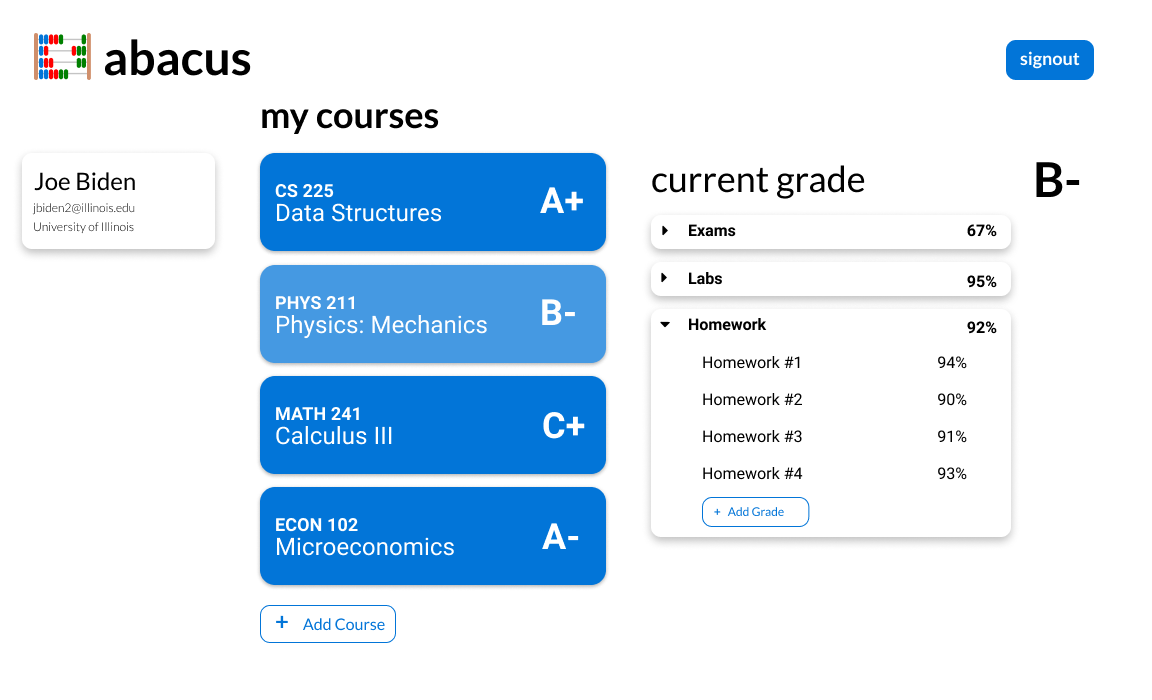 abacus
signout
my courses
Joe Biden
jbiden2@illinois.edu
University of Illinois
CS 225
Data Structures
A+
PHYS 211
Physics: Mechanics
B-
MATH 241
Calculus III
C+
ECON 102
Microeconomics
A-
+ Add Course
current grade B-
Exams 67%
Labs 95%
Homework 92%
Homework #1 94%
Homework #2 90%
Homework #3 91%
Homework #4 93%
+ Add Grade